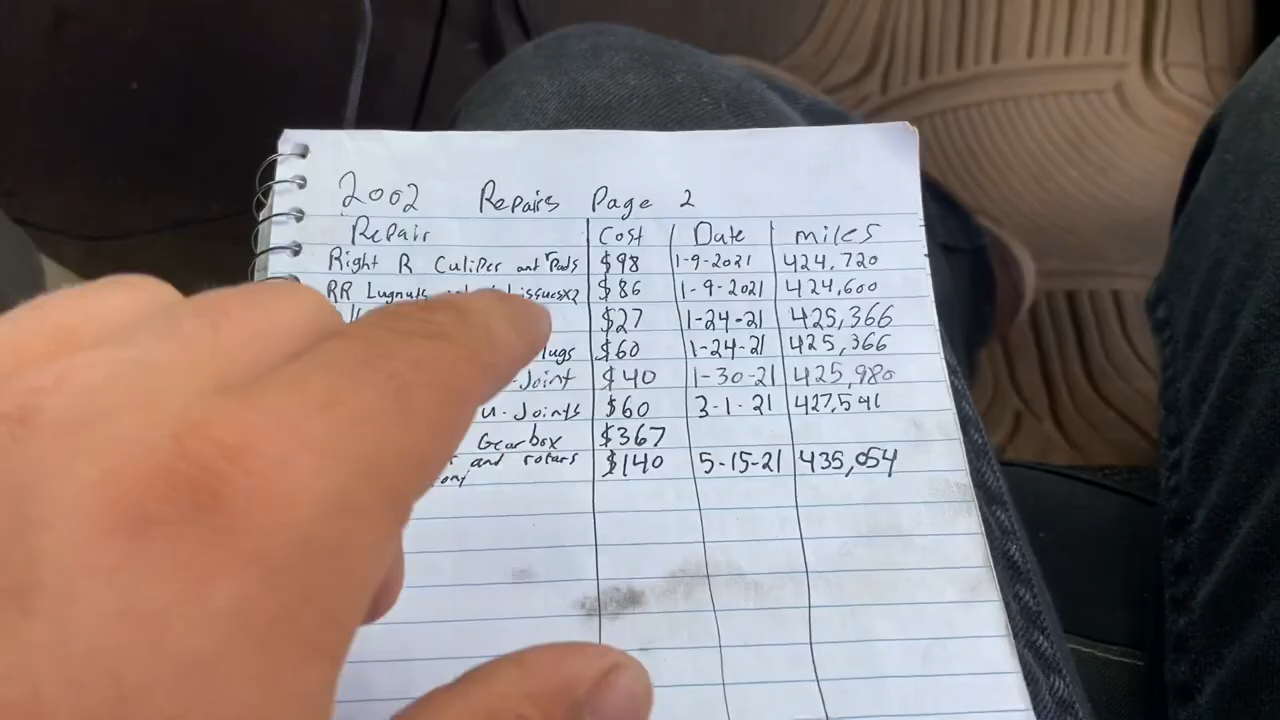 2002 Repairs Page 2
Repair Cost Date miles
Right R Culiper and Pads $98 1-9-2021 424,720
RR Lugnuts issuesx2 $86 1-9-2021 424,600
$27 1-24-21 425,366
lugs $60 1-24-21 425,366
-Joint $40 1-30-21 425,980
u-Joints $60 3-1-21 427,541
Gearbox $367
and rotors $140 5-15-21 435,054